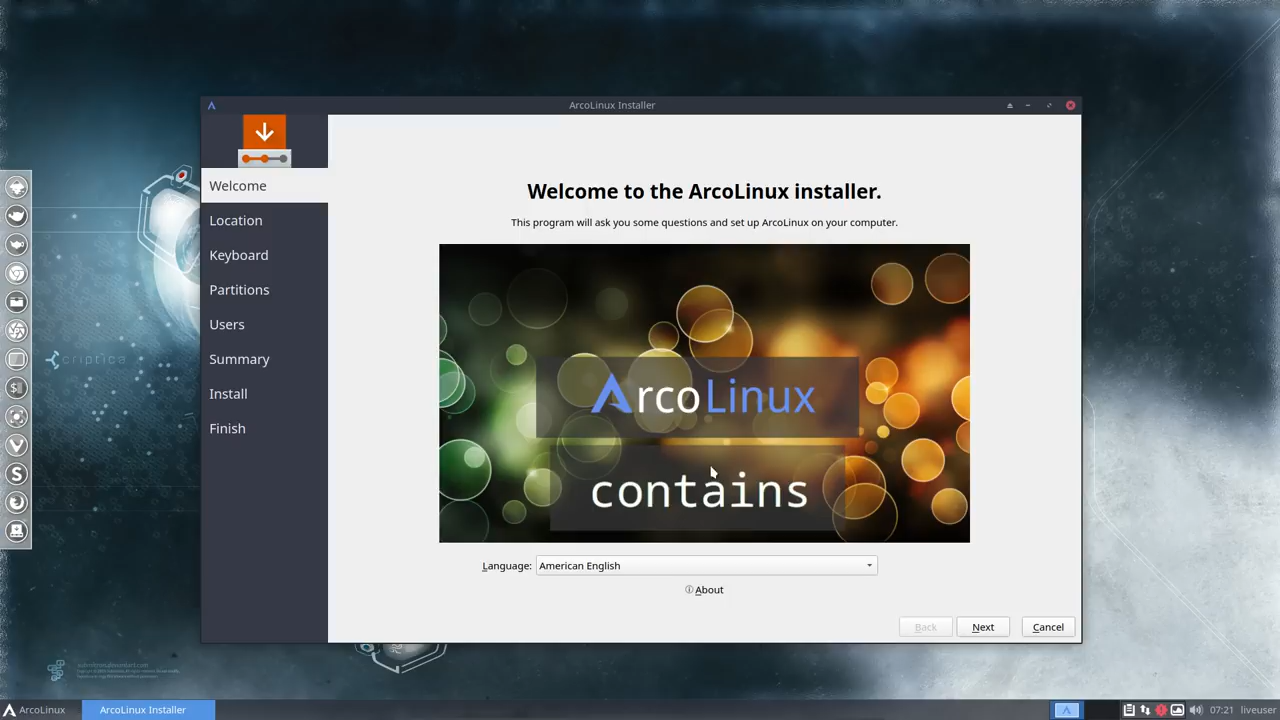 ArcoLinux Installer
Welcome
Location
Keyboard
Partitions
Users
Summary
Install
Finish
Welcome to the ArcoLinux installer.
This program will ask you some questions and set up ArcoLinux on your computer.
ArcoLinux
contains
Language: American English
About
Back Next Cancel
criptica
ArcoLinux ArcoLinux Installer 07:21 liveuser